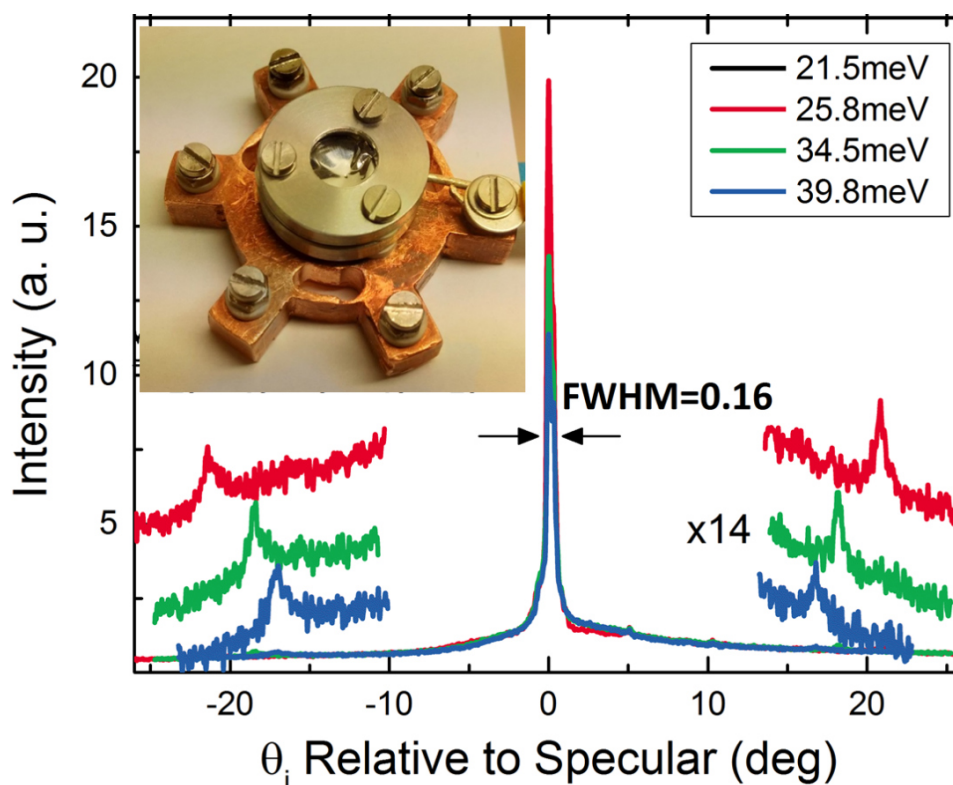 20
15
10
5
Intensity (a. u.)
21.5meV
25.8meV
34.5meV
39.8meV
FWHM=0.16
x14
-20 -10 0 10 20
θi Relative to Specular (deg)